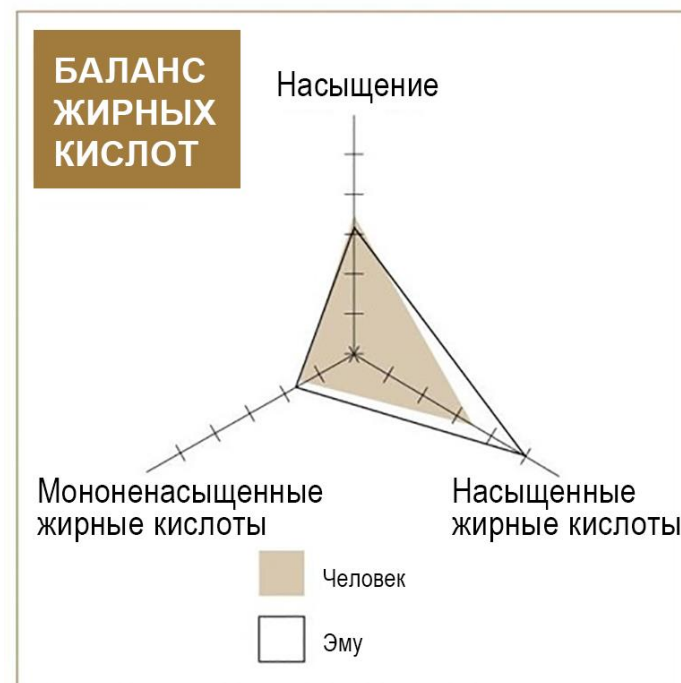 БАЛАНС
ЖИРНЫХ
КИСЛОТ
Насыщение
Мононенасыщенные
жирные кислоты
Насыщенные
жирные кислоты
Человек
Эму